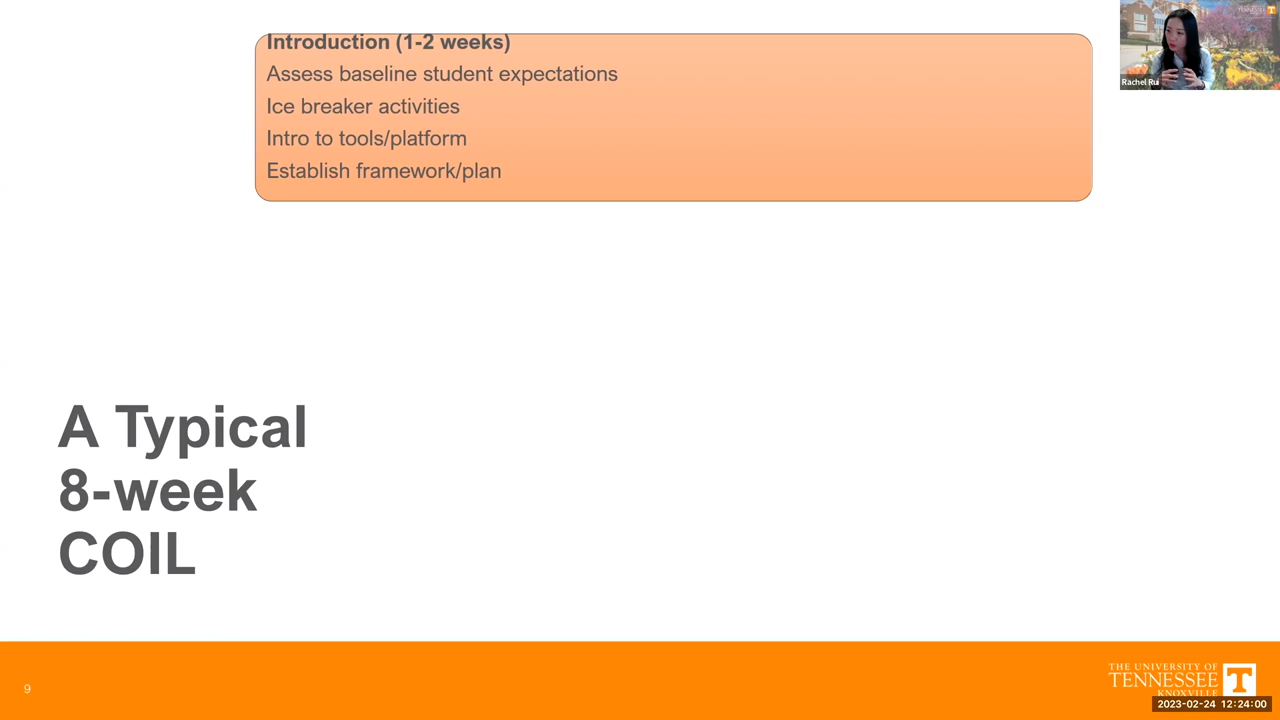 Introduction (1-2 weeks)
Assess baseline student expectations
Ice breaker activities
Intro to tools/platform
Establish framework/plan
Rachel Rui
A Typical
8-week
COIL
9
THE UNIVERSITY OF
TENNESSEE
KNOXVILLE
T
2023-02-24 12:24:00